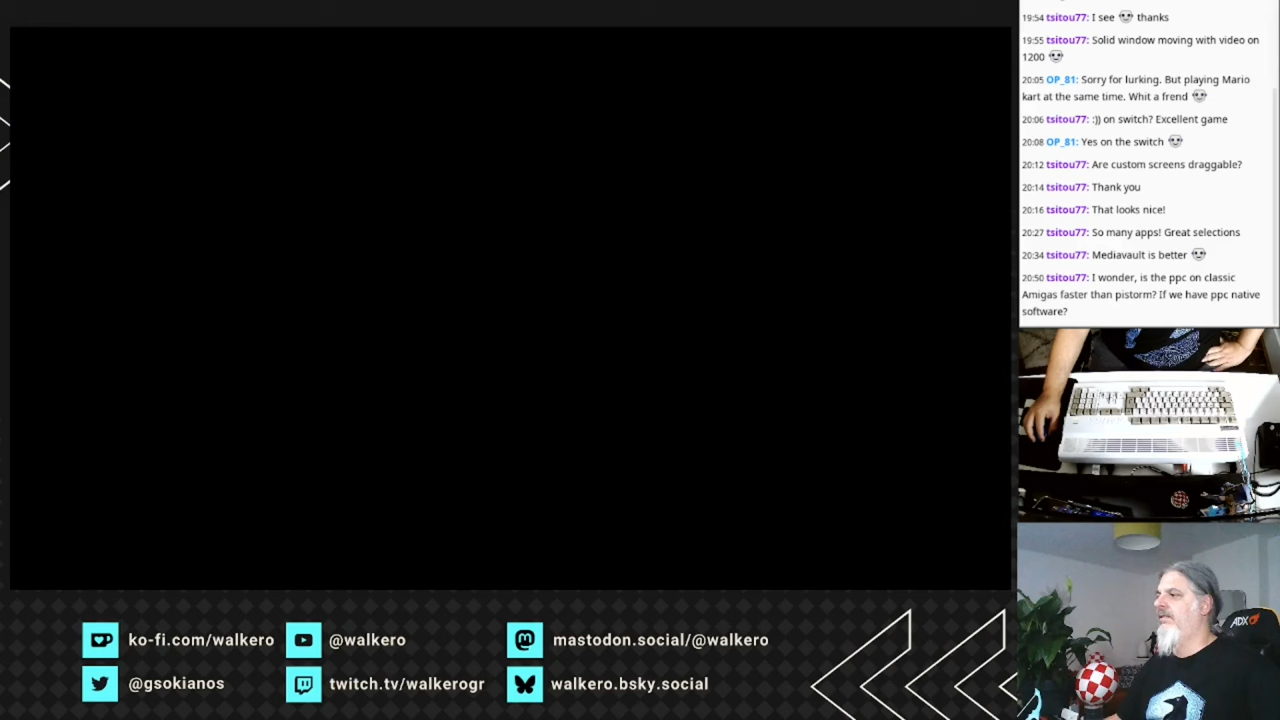 19:54 tsitou77: I see thanks
19:55 tsitou77: Solid window moving with video on
1200
20:05 OP_81: Sorry for lurking. But playing Mario
kart at the same time. Whit a frend
20:06 tsitou77: :)) on switch? Excellent game
20:08 OP_81: Yes on the switch
20:12 tsitou77: Are custom screens draggable?
20:14 tsitou77: Thank you
20:16 tsitou77: That looks nice!
20:27 tsitou77: So many apps! Great selections
20:34 tsitou77: Mediavault is better
20:50 tsitou77: I wonder, is the ppc on classic
Amigas faster than pistorm? If we have ppc native
software?
ADX
ko-fi.com/walkero
@walkero
mastodon.social/@walkero
@gsokianos
twitch.tv/walkerogr
walkero.bsky.social